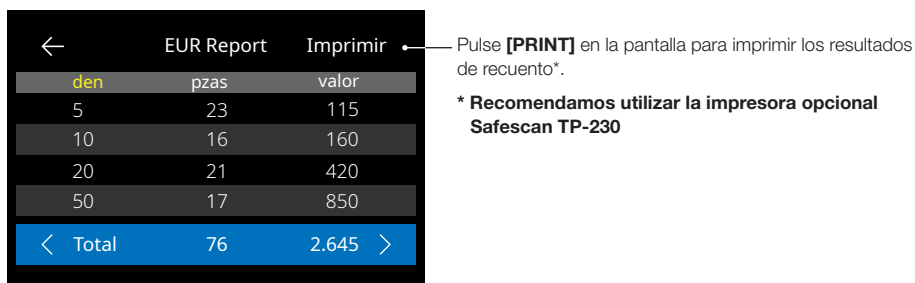 EUR Report Imprimir
den pzas valor
5 23 115
10 16 160
20 21 420
50 17 850
Total 76 2.645
Pulse [PRINT] en la pantalla para imprimir los resultados
de recuento*.
* Recomendamos utilizar la impresora opcional
Safescan TP-230